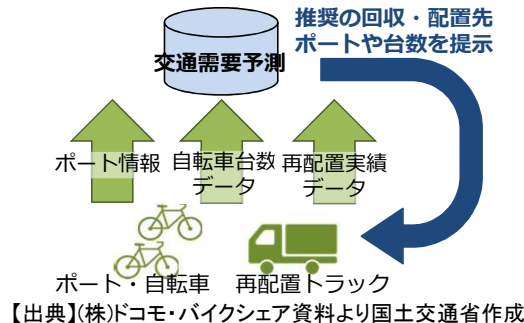 推奨の回収・配置先
ポートや台数を提示
交通需要予測
ポート情報
自転車台数
データ
再配置実績
データ
ポート・自転車
再配置トラック
【出典】(株)ドコモ・バイクシェア資料より国土交通省作成